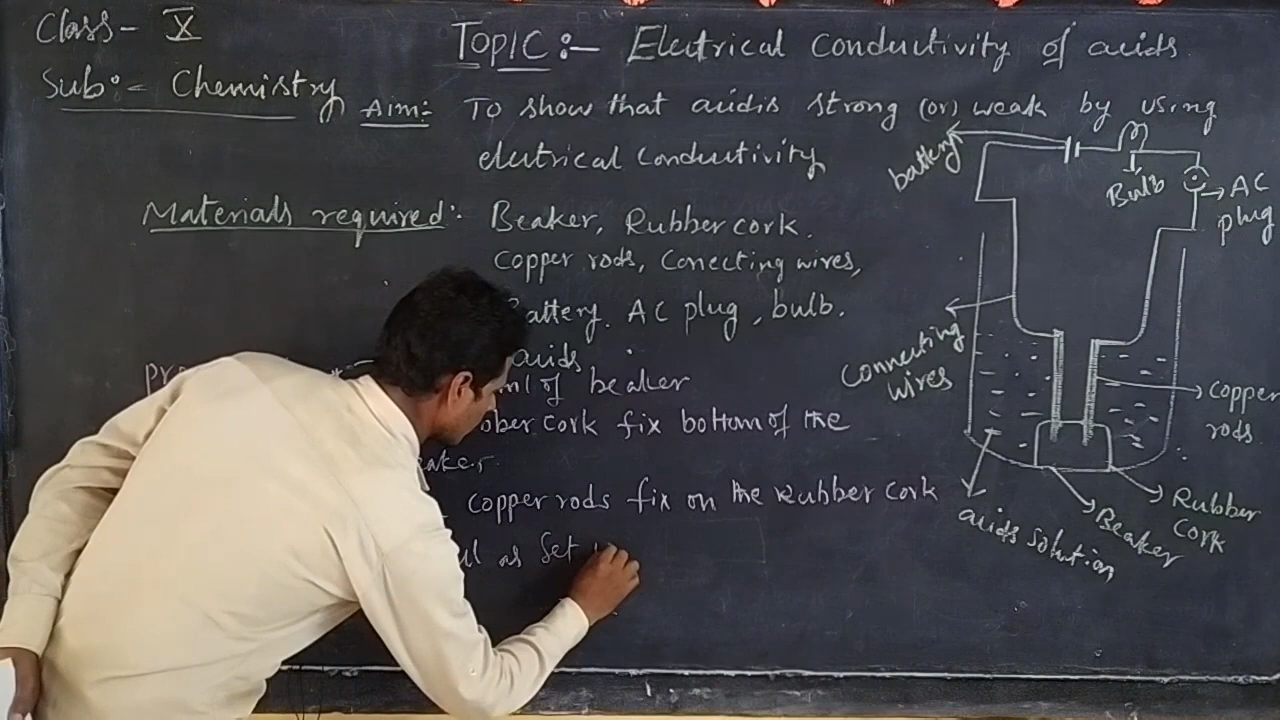 Class- X
Sub:- Chemistry
TOPIC:- Electrical Conductivity of acids
Aim:- To show that acidis strong (or) weak by using
electrical conductivity
Materials required:- Beaker, Rubber cork.
Copper rods, Conecting wires,
Battery. AC plug, bulb.
acids
ml of beaker
cork fix bottom of the
Copper rods fix on the Rubber cork
as Set
battery
Bulb
AC
plug
connecting
wires
copper
rods
Rubber
cork
Beaker
acids solution